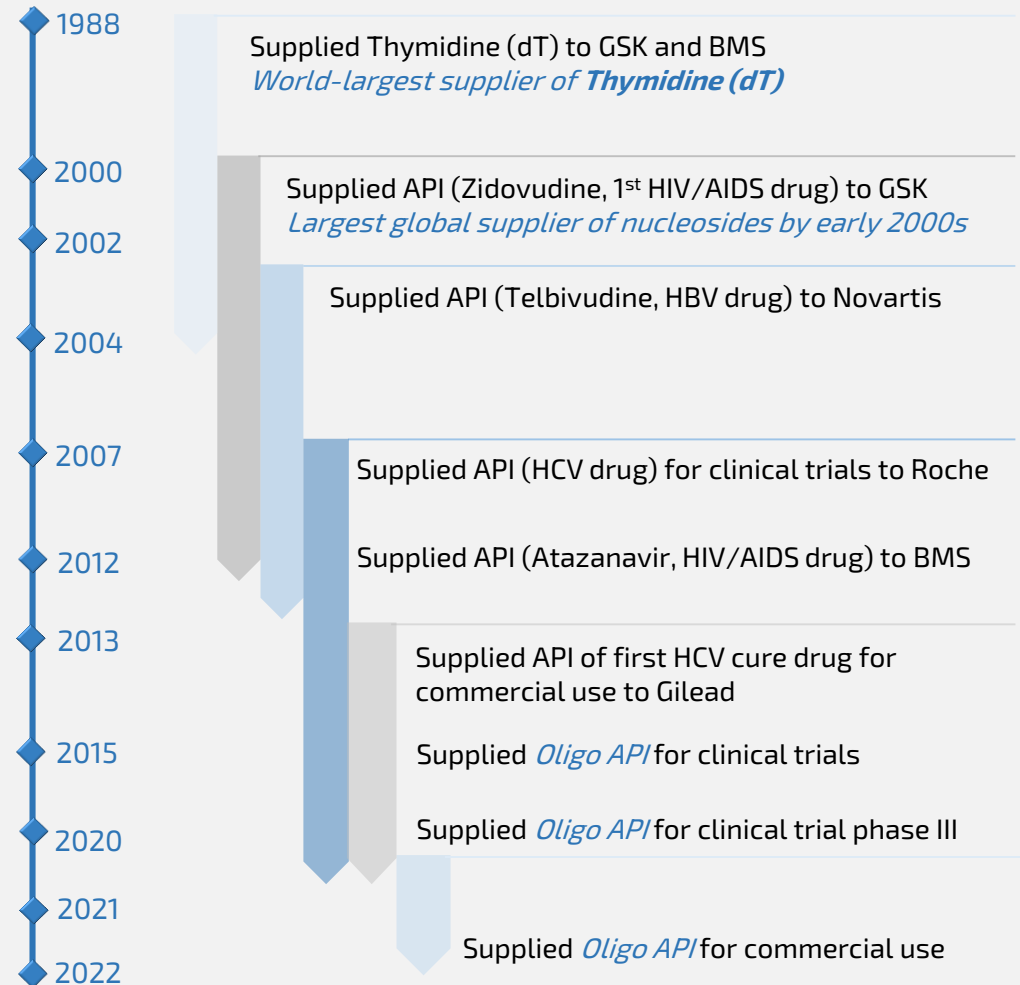 1988
Supplied Thymidine (dT) to GSK and BMS
World-largest supplier of Thymidine (dT)
2000
Supplied API (Zidovudine, 1st HIV/AIDS drug) to GSK
Largest global supplier of nucleosides by early 2000s
2002
Supplied API (Telbivudine, HBV drug) to Novartis
2004
2007
Supplied API (HCV drug) for clinical trials to Roche
2012
Supplied API (Atazanavir, HIV/AIDS drug) to BMS
2013
Supplied API of first HCV cure drug for
commercial use to Gilead
2015
Supplied Oligo API for clinical trials
2020
Supplied Oligo API for clinical trial phase III
2021
Supplied Oligo API for commercial use
2022